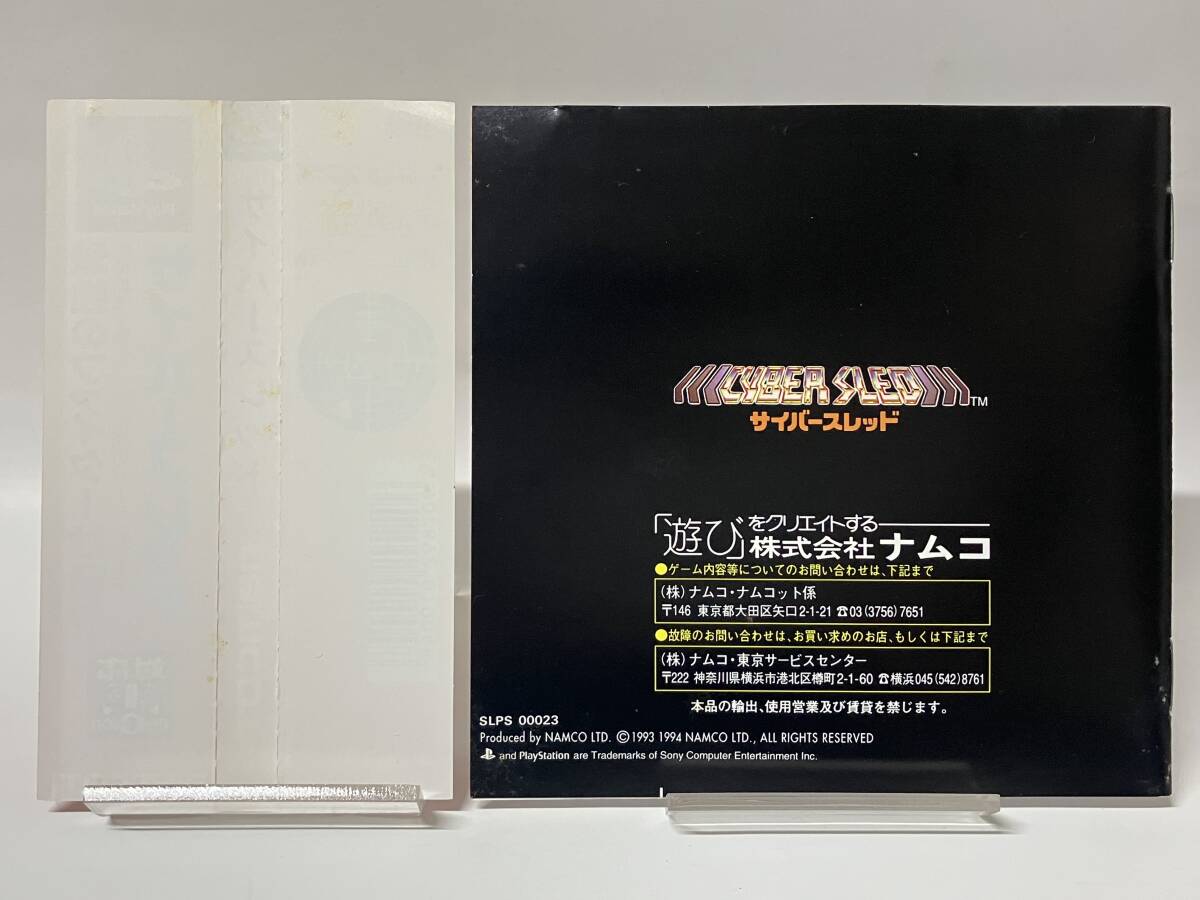 CYBER SLED TM
サイバースレッド
「遊び」をクリエイトする
株式会社ナムコ
●ゲーム内容等についてのお問い合わせは、下記まで
(株)ナムコ・ナムコット係
〒146 東京都大田区矢口2-1-21 ☎03(3756)7651
●故障のお問い合わせは、お買い求めのお店、もしくは下記まで
(株)ナムコ・東京サービスセンター
〒222 神奈川県横浜市港北区樽町2-1-60 ☎横浜045(542)8761
本品の輸出、使用営業及び賃貸を禁じます。
SLPS 00023
Produced by NAMCO LTD. ©1993 1994 NAMCO LTD., ALL RIGHTS RESERVED
and PlayStation are Trademarks of Sony Computer Entertainment Inc.